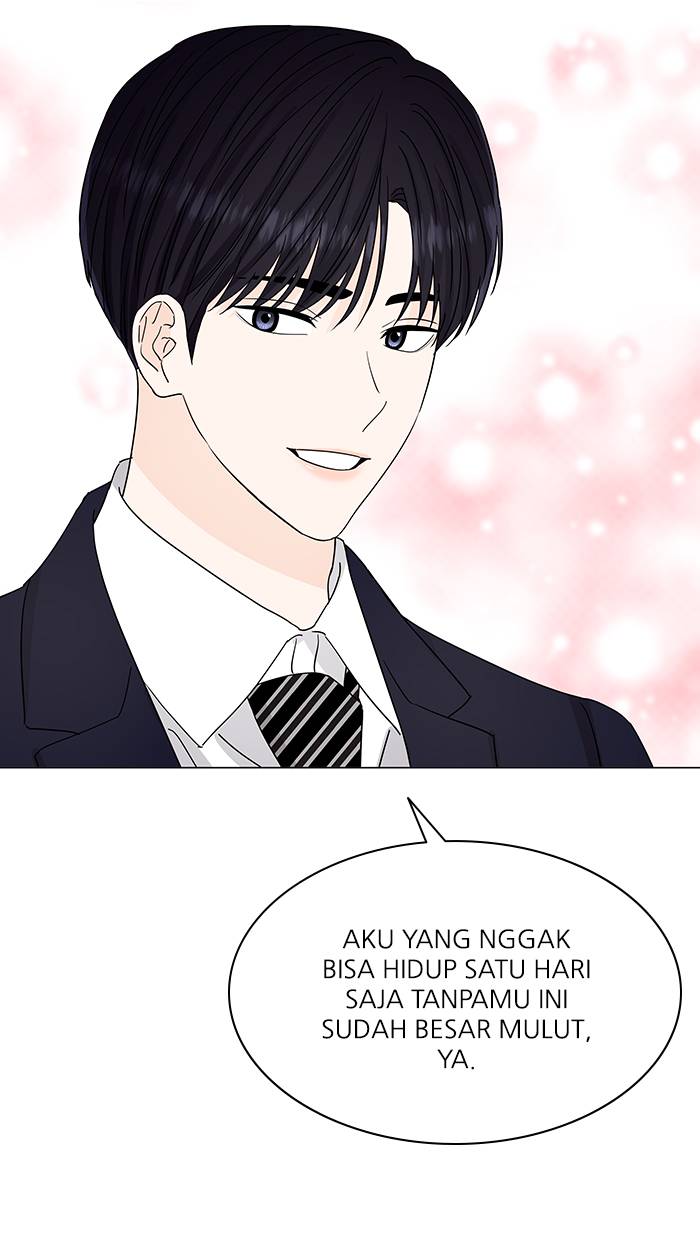 AKU YANG NGGAK
BISA HIDUP SATU HARI
SAJA TANPAMU INI
SUDAH BESAR MULUT,
YA.